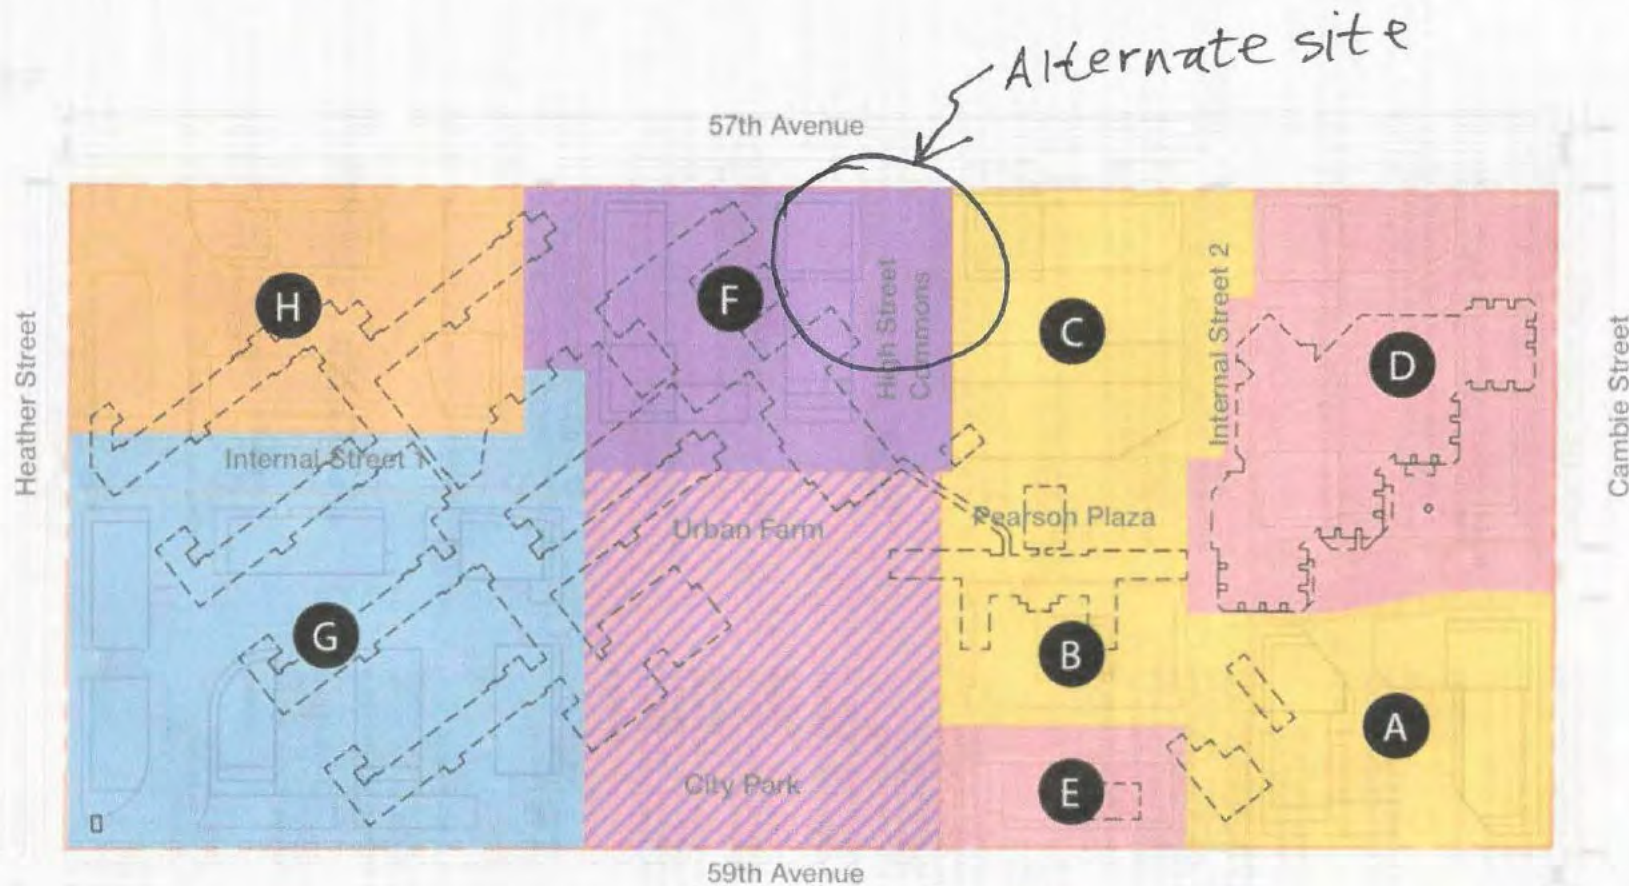 Alternate site
57th Avenue
Heather Street
H
F
High Street
Commons
C
Internal Street 2
D
Cambie Street
Internal Street 1
Urban Farm
Pearson Plaza
G
B
A
City Park
E
59th Avenue